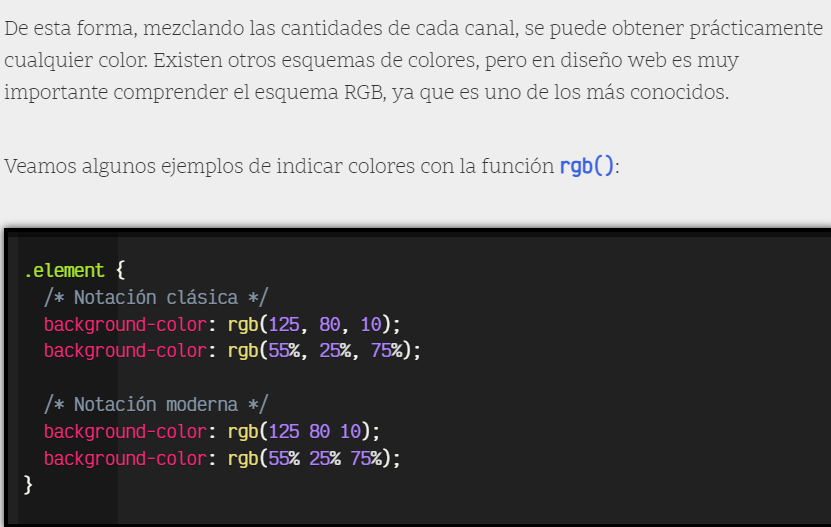 De esta forma, mezclando las cantidades de cada canal, se puede obtener prácticamente
cualquier color. Existen otros esquemas de colores, pero en diseño web es muy
importante comprender el esquema RGB, ya que es uno de los más conocidos.
Veamos algunos ejemplos de indicar colores con la función rgb():
.element {
  /* Notación clásica */
  background-color: rgb(125, 80, 10);
  background-color: rgb(55%, 25%, 75%);
  /* Notación moderna */
  background-color: rgb(125 80 10);
  background-color: rgb(55% 25% 75%);
}